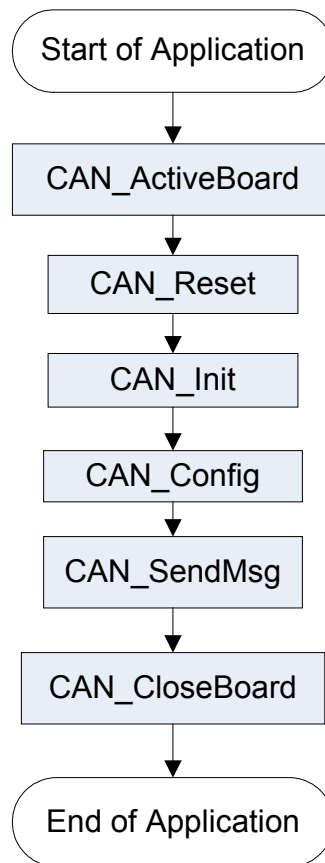 Start of Application
CAN_ActiveBoard
CAN_Reset
CAN_Init
CAN_Config
CAN_SendMsg
CAN_CloseBoard
End of Application